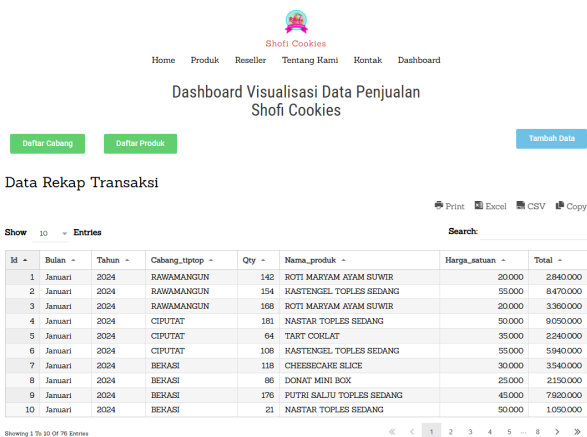 Shofi Cookies
Home Produk Reseller Tentang Kami Kontak Dashboard
Dashboard Visualisasi Data Penjualan
Shofi Cookies
Daftar Cabang Daftar Produk Tambah Data
Data Rekap Transaksi
Print Excel CSV Copy
Show 10 Entries Search:
Id Bulan Tahun Cabang_tiptop Qty Nama_produk Harga_satuan Total
1 Januari 2024 RAWAMANGUN 142 ROTI MARYAM AYAM SUWIR 20.000 2.840.000
2 Januari 2024 RAWAMANGUN 154 KASTENGEL TOPLES SEDANG 55.000 8.470.000
3 Januari 2024 RAWAMANGUN 168 ROTI MARYAM AYAM SUWIR 20.000 3.360.000
4 Januari 2024 CIPUTAT 181 NASTAR TOPLES SEDANG 50.000 9.050.000
5 Januari 2024 CIPUTAT 64 TART COKLAT 35.000 2.240.000
6 Januari 2024 CIPUTAT 108 KASTENGEL TOPLES SEDANG 55.000 5.940.000
7 Januari 2024 BEKASI 118 CHEESECAKE SLICE 30.000 3.540.000
8 Januari 2024 BEKASI 86 DONAT MINI BOX 25.000 2.150.000
9 Januari 2024 BEKASI 176 PUTRI SALJU TOPLES SEDANG 45.000 7.920.000
10 Januari 2024 BEKASI 21 NASTAR TOPLES SEDANG 50.000 1.050.000
Showing 1 To 10 Of 76 Entries 1 2 3 4 5 ... 8